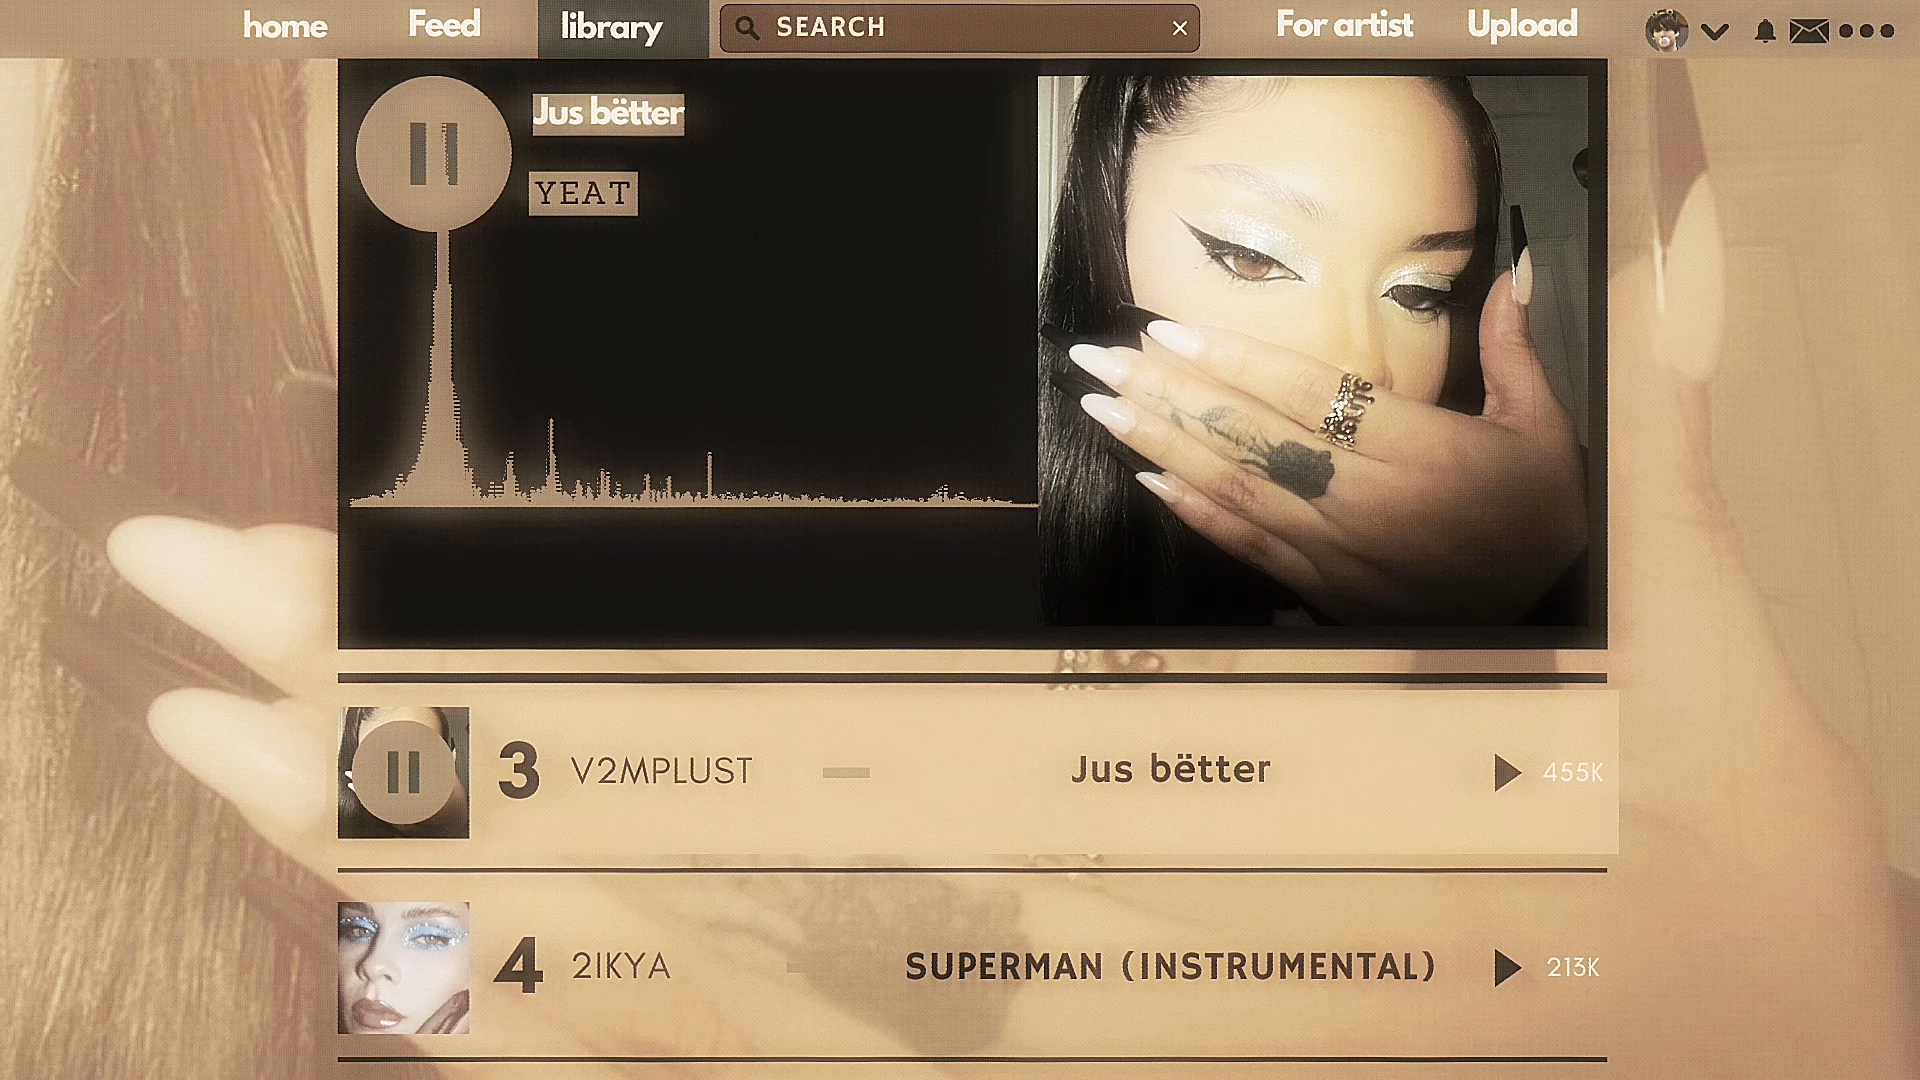 home
Feed
library
SEARCH
For artist
Upload
Jus bëtter
YEAT
3 V2MPLUST
Jus bëtter
455K
4 2IKYA
SUPERMAN (INSTRUMENTAL)
213K